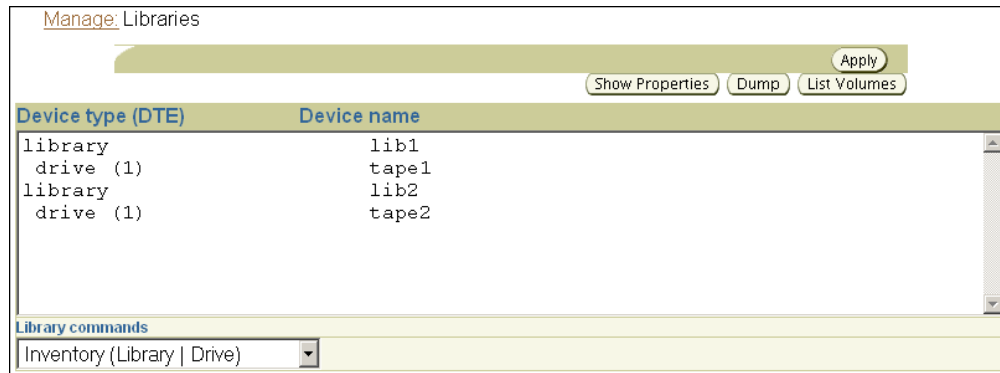 Manage: Libraries
Apply
Show Properties Dump List Volumes
Device type (DTE) Device name
library lib1
drive (1) tape1
library lib2
drive (1) tape2
Library commands
Inventory (Library | Drive)